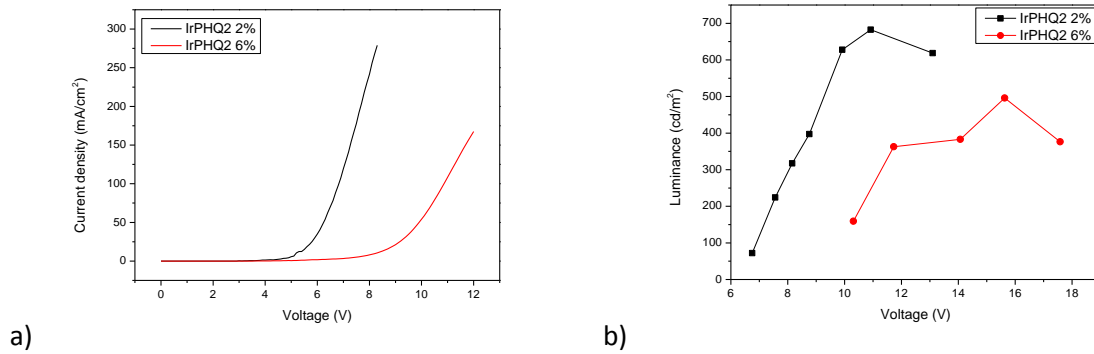 IrPHQ2 2%
IrPHQ2 6%
300
250
200
150
100
50
0
Current density (mA/cm²)
0 2 4 6 8 10 12
Voltage (V)
a)
IrPHQ2 2%
IrPHQ2 6%
700
600
500
400
300
200
100
0
Luminance (cd/m²)
6 8 10 12 14 16 18
Voltage (V)
b)